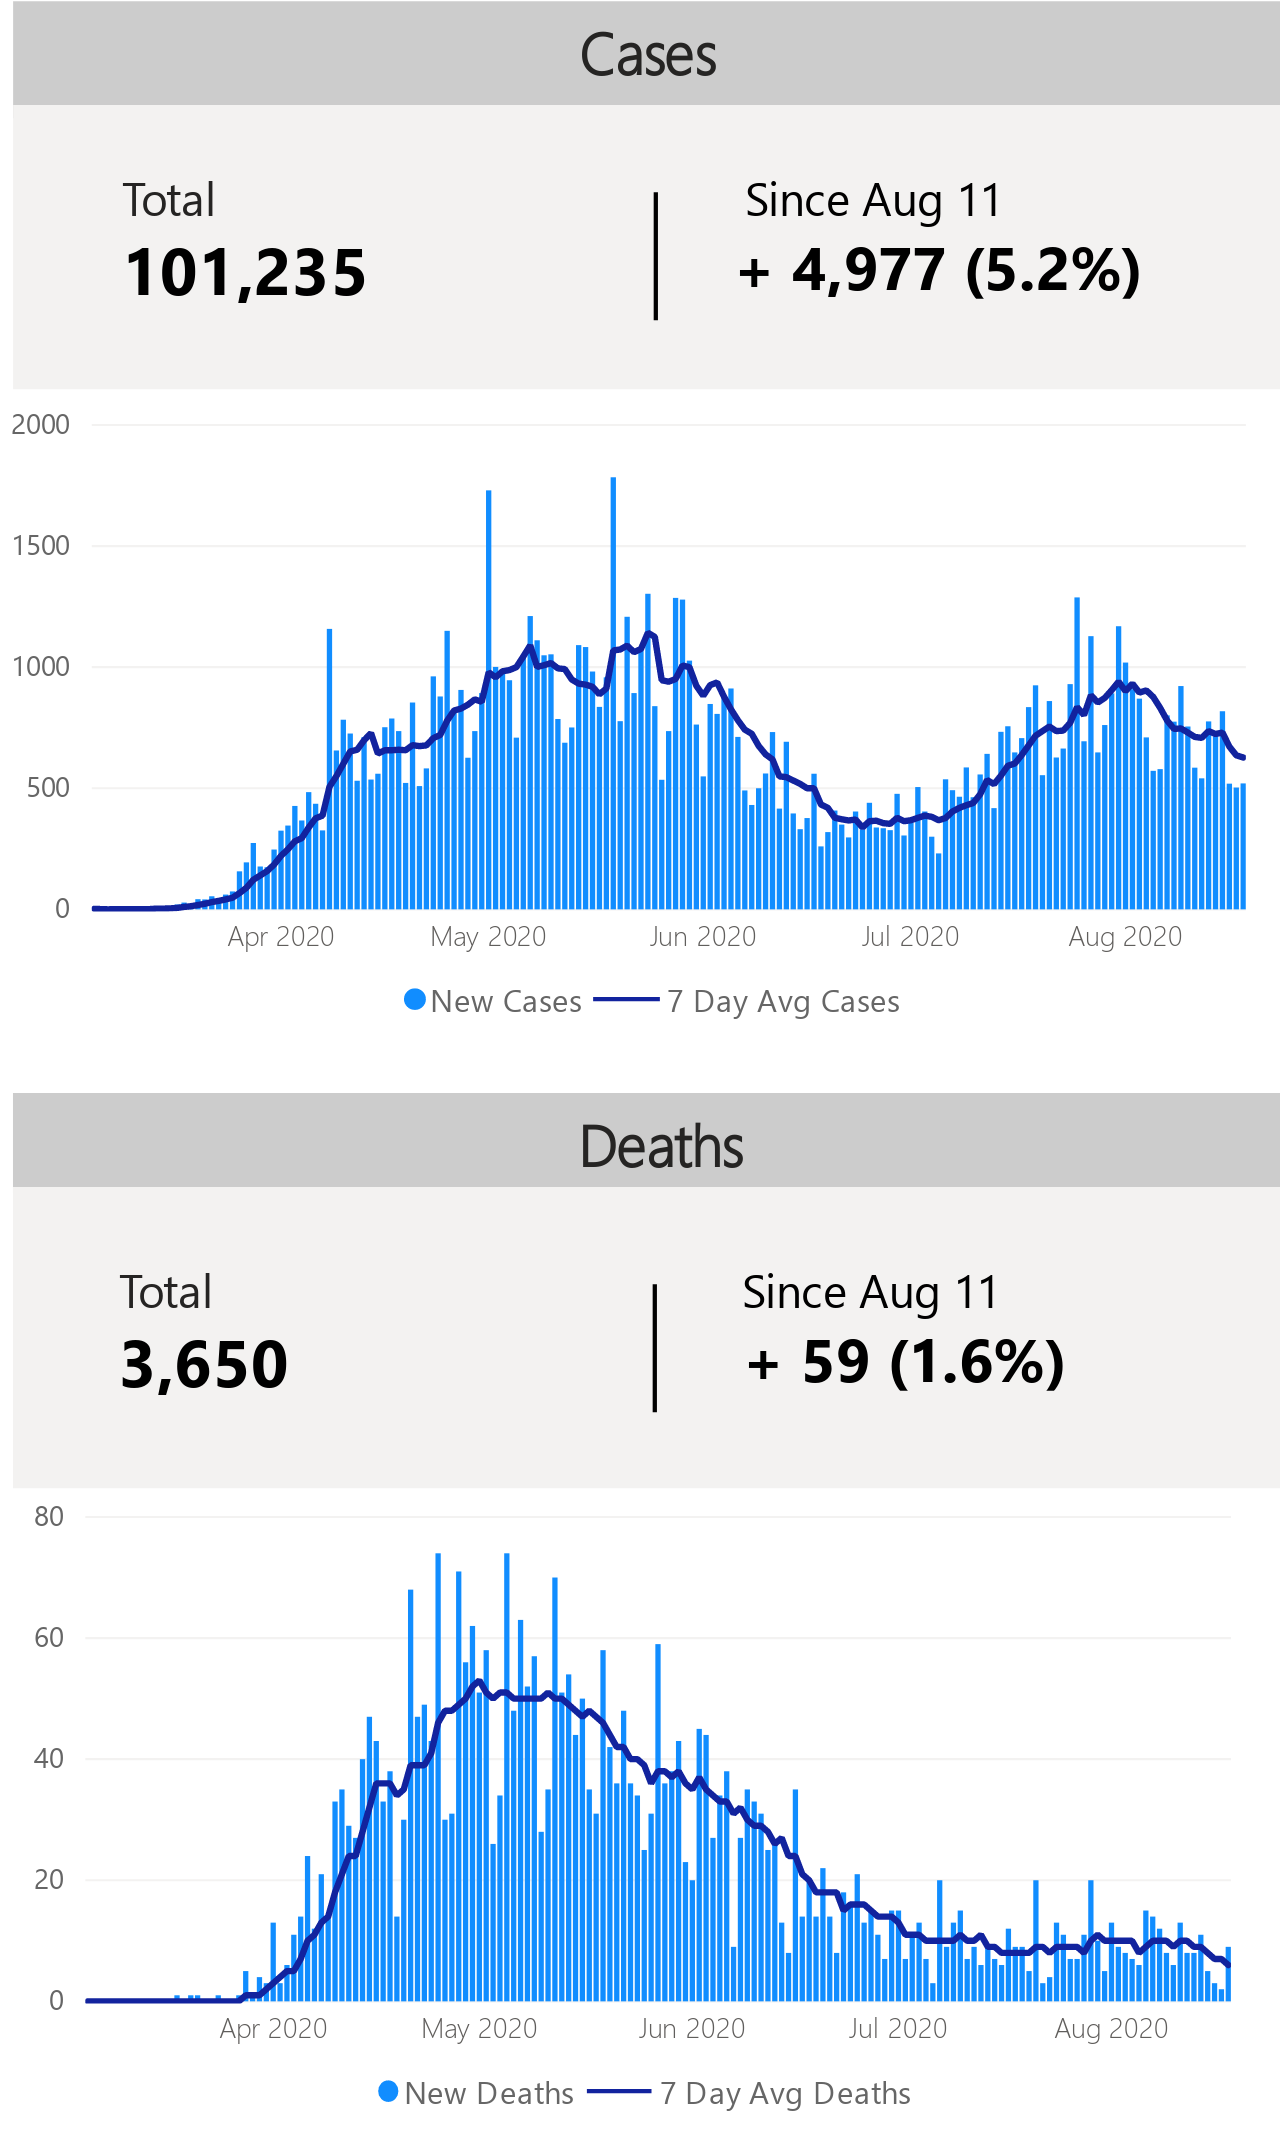 Cases
Total
Since Aug 11
101,235
+ 4,977 (5.2%)
2000
1500
1000
500
0
Apr 2020
May 2020
Jun 2020
Jul 2020
Aug 2020
New Cases
7 Day Avg Cases
Deaths
Total
Since Aug 11
3,650
+ 59 (1.6%)
80
60
40
20
0
Apr 2020
May 2020
Jun 2020
Jul 2020
Aug 2020
New Deaths
7 Day Avg Deaths